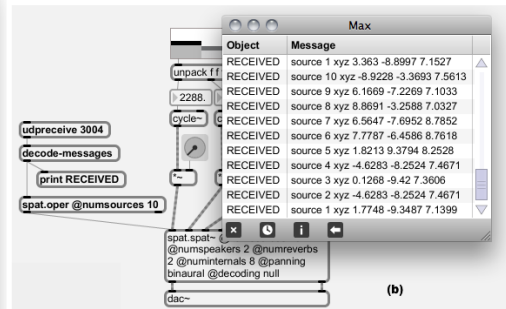 Max
Object Message
RECEIVED source 1 xyz 3.363 -8.8997 7.1527
RECEIVED source 10 xyz -8.9228 -3.3693 7.5613
RECEIVED source 9 xyz 6.1669 -7.2269 7.1033
RECEIVED source 8 xyz 8.8691 -3.2588 7.0327
RECEIVED source 7 xyz 6.5647 -7.6952 8.7852
RECEIVED source 6 xyz 7.7787 -6.4586 8.7618
RECEIVED source 5 xyz 1.8213 9.3794 8.2528
RECEIVED source 4 xyz -4.6283 -8.2524 7.4671
RECEIVED source 3 xyz 0.1268 -9.42 7.3606
RECEIVED source 2 xyz -4.6283 -8.2524 7.4671
RECEIVED source 1 xyz 1.7748 -9.3487 7.1399
unpack f f
2288.
cycle~
udpreceive 3004
decode-messages
print RECEIVED
*~
spat.oper @numsources 10
spat.spat~
@numspeakers 2 @numreverbs
2 @numinternals 8 @panning
binaural @decoding null
dac~
(b)